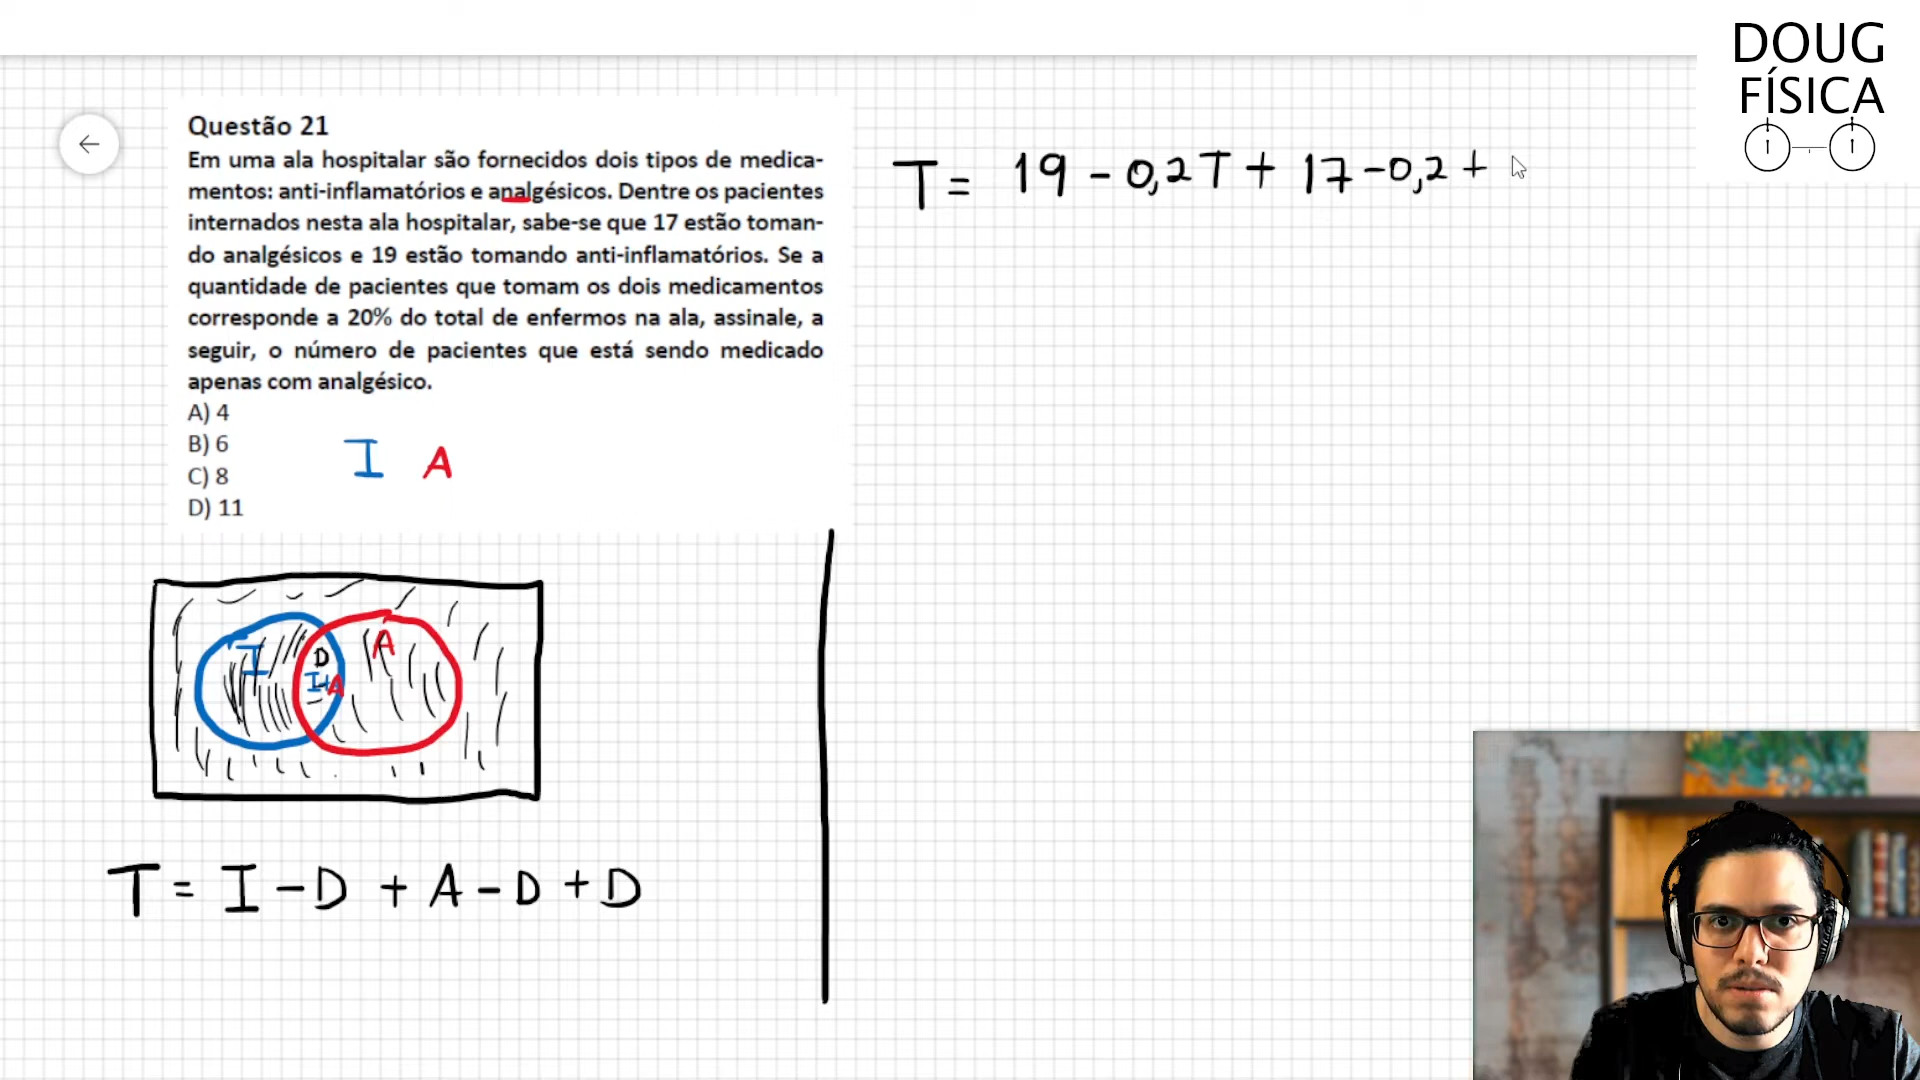 DOUG
FÍSICA
Questão 21
Em uma ala hospitalar são fornecidos dois tipos de medica-
mentos: anti-inflamatórios e analgésicos. Dentre os pacientes
internados nesta ala hospitalar, sabe-se que 17 estão toman-
do analgésicos e 19 estão tomando anti-inflamatórios. Se a
quantidade de pacientes que tomam os dois medicamentos
corresponde a 20% do total de enfermos na ala, assinale, a
seguir, o número de pacientes que está sendo medicado
apenas com analgésico.
A) 4
B) 6
C) 8
D) 11
I A
I D A
I+A
T = I - D + A - D + D
T = 19 - 0,2T + 17 - 0,2 +